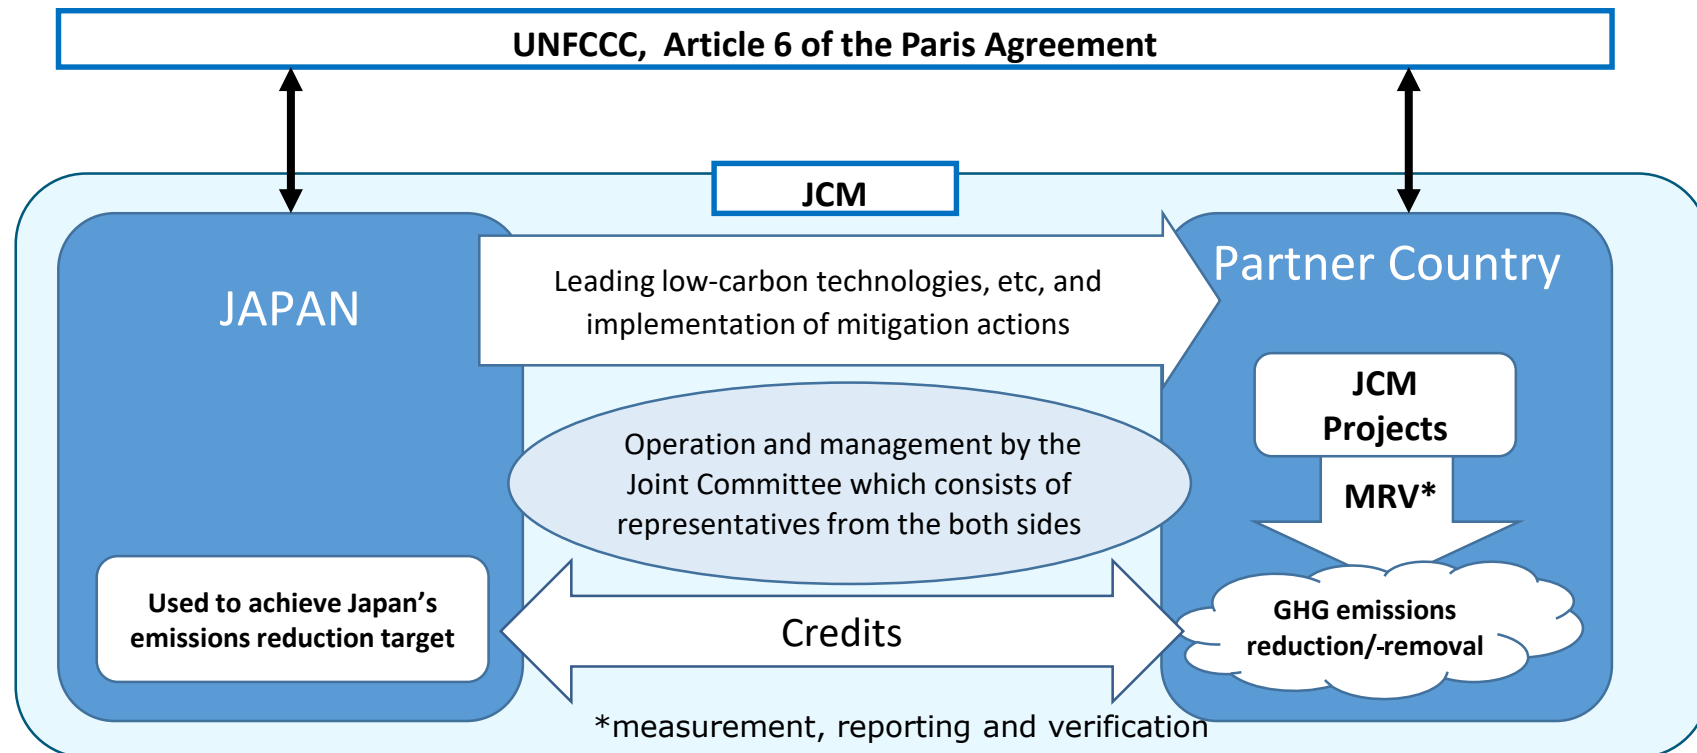 UNFCCC,  Article 6 of the Paris Agreement
JCM
JAPAN
Leading low-carbon technologies, etc, and
implementation of mitigation actions
Partner Country
JCM
Projects
MRV*
Operation and management by the
Joint Committee which consists of
representatives from the both sides
Used to achieve Japan’s
emissions reduction target
Credits
GHG emissions
reduction/-removal
*measurement, reporting and verification